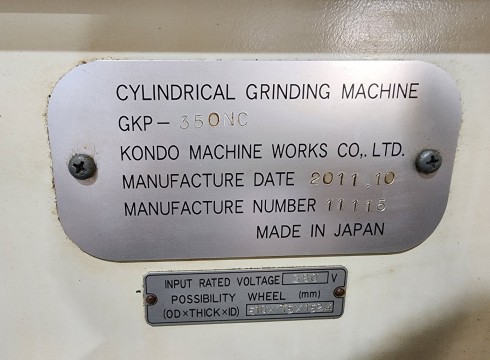 CYLINDRICAL GRINDING MACHINE
GKP- 350NC
KONDO MACHINE WORKS CO,. LTD.
MANUFACTURE DATE 2011.10
MANUFACTURE NUMBER 11115
MADE IN JAPAN
INPUT RATED VOLTAGE V
POSSIBILITY WHEEL (mm)
(OD×THICK×ID)